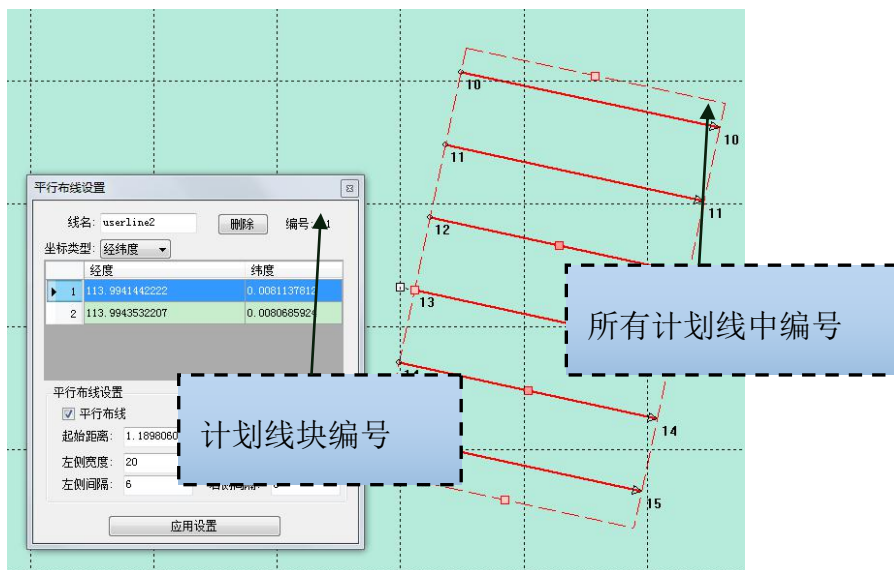 平行布线设置
线名: userline2 删除 编号:
坐标类型: 经纬度
经度 纬度
1 113.9941442222
2 113.9943532207
平行布线设置
平行布线
起始距离: 1.1898060
左侧宽度: 20
左侧间隔: 6
应用设置
计划线块编号
所有计划线中编号
10
10
11
11
12
13
14
15